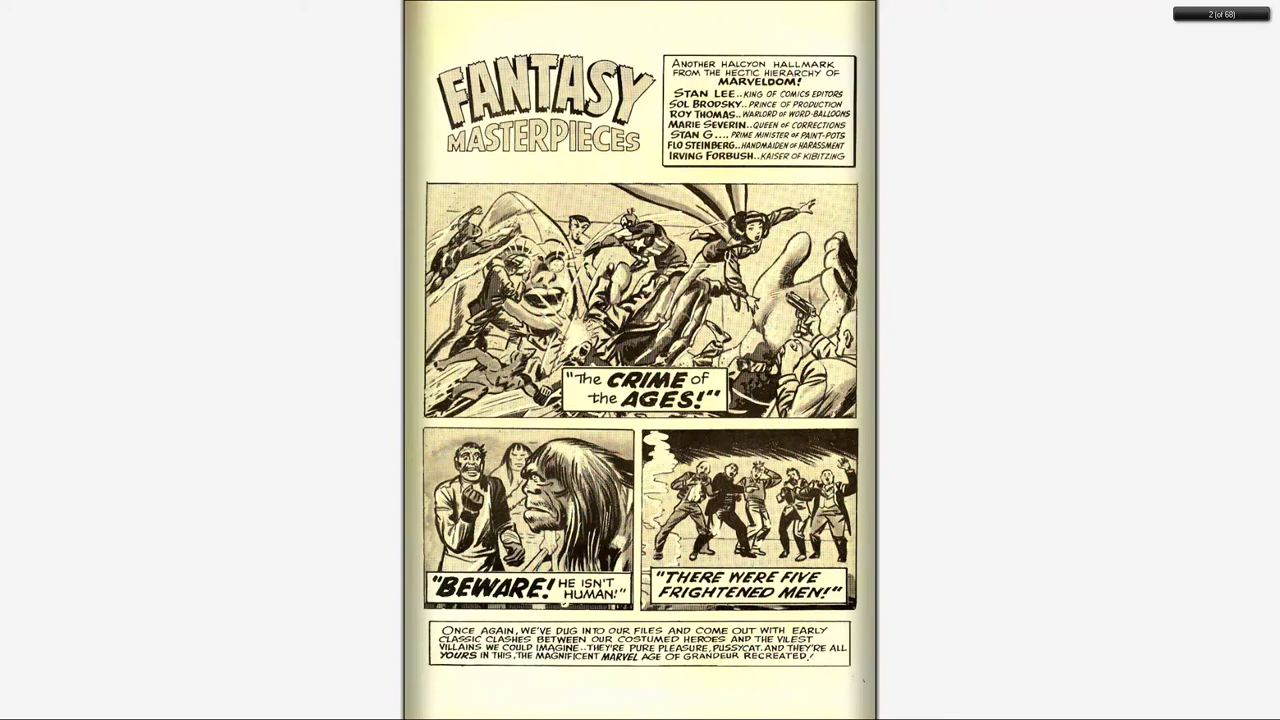 2 (of 68)
FANTASY
MASTERPIECES
ANOTHER HALCYON HALLMARK
FROM THE HECTIC HIERARCHY OF
MARVELDOM!
STAN LEE..KING OF COMICS EDITORS
SOL BRODSKY..PRINCE OF PRODUCTION
ROY THOMAS..WARLORD OF WORD-BALLOONS
MARIE SEVERIN..QUEEN OF CORRECTIONS
STAN G.... PRIME MINISTER OF PAINT-POTS
FLO STEINBERG..HANDMAIDEN OF HARASSMENT
IRVING FORBUSH..KAISER OF KIBITZING
"The CRIME of
the AGES!"
"BEWARE! HE ISN'T
HUMAN!"
"THERE WERE FIVE
FRIGHTENED MEN!"
ONCE AGAIN, WE'VE DUG INTO OUR FILES AND COME OUT WITH EARLY
CLASSIC CLASHES BETWEEN OUR COSTUMED HEROES AND THE VILEST
VILLAINS WE COULD IMAGINE..THEY'RE PURE PLEASURE, PUSSYCAT. AND THEY'RE ALL
YOURS IN THIS, THE MAGNIFICENT MARVEL AGE OF GRANDEUR RECREATED!